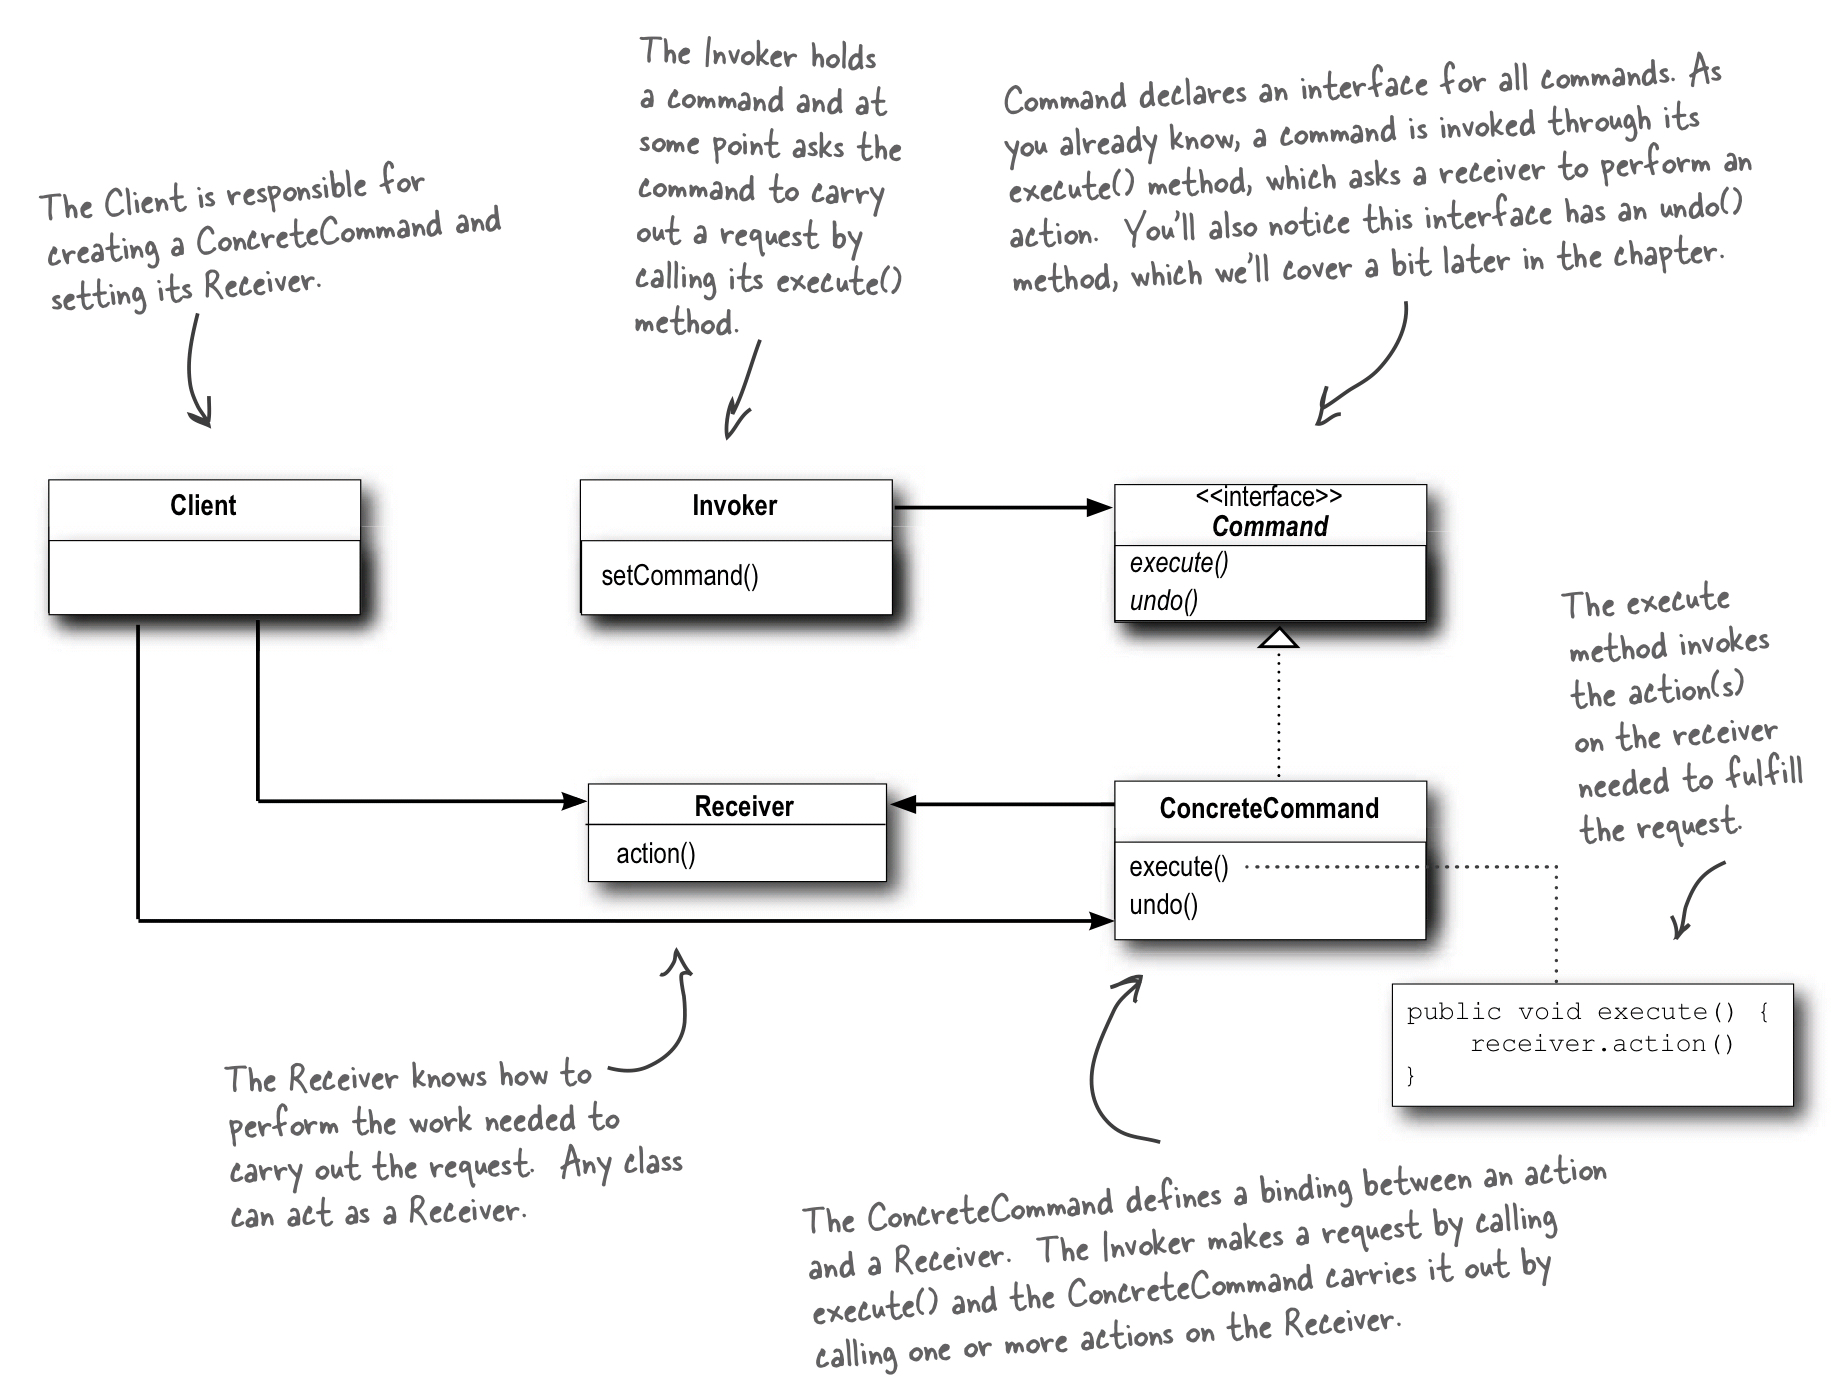 The Client is responsible for
creating a ConcreteCommand and
setting its Receiver.
The Invoker holds
a command and at
some point asks the
command to carry
out a request by
calling its execute()
method.
Command declares an interface for all commands. As
you already know, a command is invoked through its
execute() method, which asks a receiver to perform an
action. You'll also notice this interface has an undo()
method, which we'll cover a bit later in the chapter.
Client
Invoker
setCommand()
<<interface>>
Command
execute()
undo()
The execute
method invokes
the action(s)
on the receiver
needed to fulfill
the request.
Receiver
action()
ConcreteCommand
execute()
undo()
public void execute() {
    receiver.action()
}
The Receiver knows how to
perform the work needed to
carry out the request. Any class
can act as a Receiver.
The ConcreteCommand defines a binding between an action
and a Receiver. The Invoker makes a request by calling
execute() and the ConcreteCommand carries it out by
calling one or more actions on the Receiver.